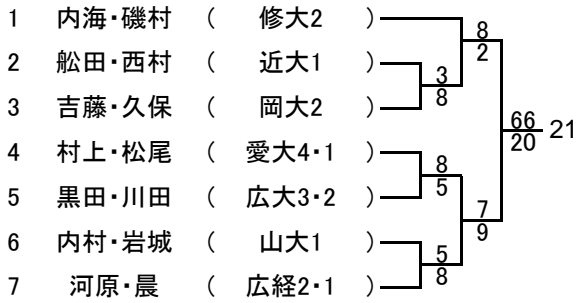 1 内海・磯村 ( 修大2 )
8
2
2 舩田・西村 ( 近大1 )
3
8
3 吉藤・久保 ( 岡大2 )
66
20
21
4 村上・松尾 ( 愛大4・1 )
8
5
5 黒田・川田 ( 広大3・2 )
7
9
6 内村・岩城 ( 山大1 )
5
8
7 河原・晨 ( 広経2・1 )